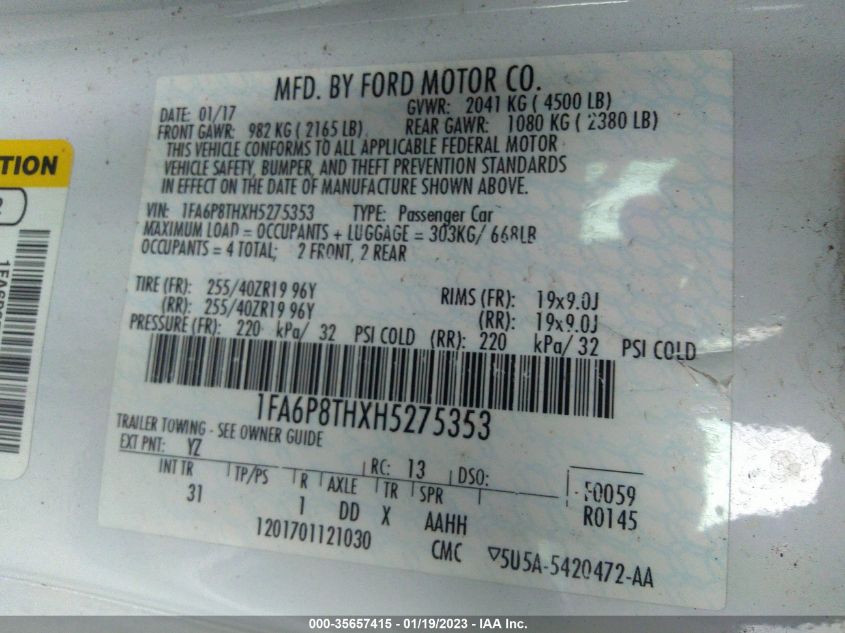 MFD. BY FORD MOTOR CO.
DATE: 01/17 GVWR: 2041 KG ( 4500 LB)
FRONT GAWR: 982 KG ( 2165 LB) REAR GAWR: 1080 KG ( 2380 LB)
THIS VEHICLE CONFORMS TO ALL APPLICABLE FEDERAL MOTOR
VEHICLE SAFETY, BUMPER, AND THEFT PREVENTION STANDARDS
IN EFFECT ON THE DATE OF MANUFACTURE SHOWN ABOVE.
VIN: 1FA6P8THXH5275353 TYPE: Passenger Car
MAXIMUM LOAD = OCCUPANTS + LUGGAGE = 303KG/ 668LB
OCCUPANTS = 4 TOTAL; 2 FRONT, 2 REAR
TIRE (FR): 255/40ZR19 96Y RIMS (FR): 19x9.0J
(RR): 255/40ZR19 96Y (RR): 19x9.0J
PRESSURE (FR): 220 kPa/ 32 PSI COLD (RR): 220 kPa/ 32 PSI COLD
1FA6P8THXH5275353
TRAILER TOWING - SEE OWNER GUIDE
EXT PNT: YZ RC: 13 DSO: F0059
INT TR TP/PS R AXLE TR SPR R0145
31 1 DD X AAHH
1201701121030 CMC ▽5U5A-5420472-AA
TION
2
000-35657415 - 01/19/2023 - IAA Inc.